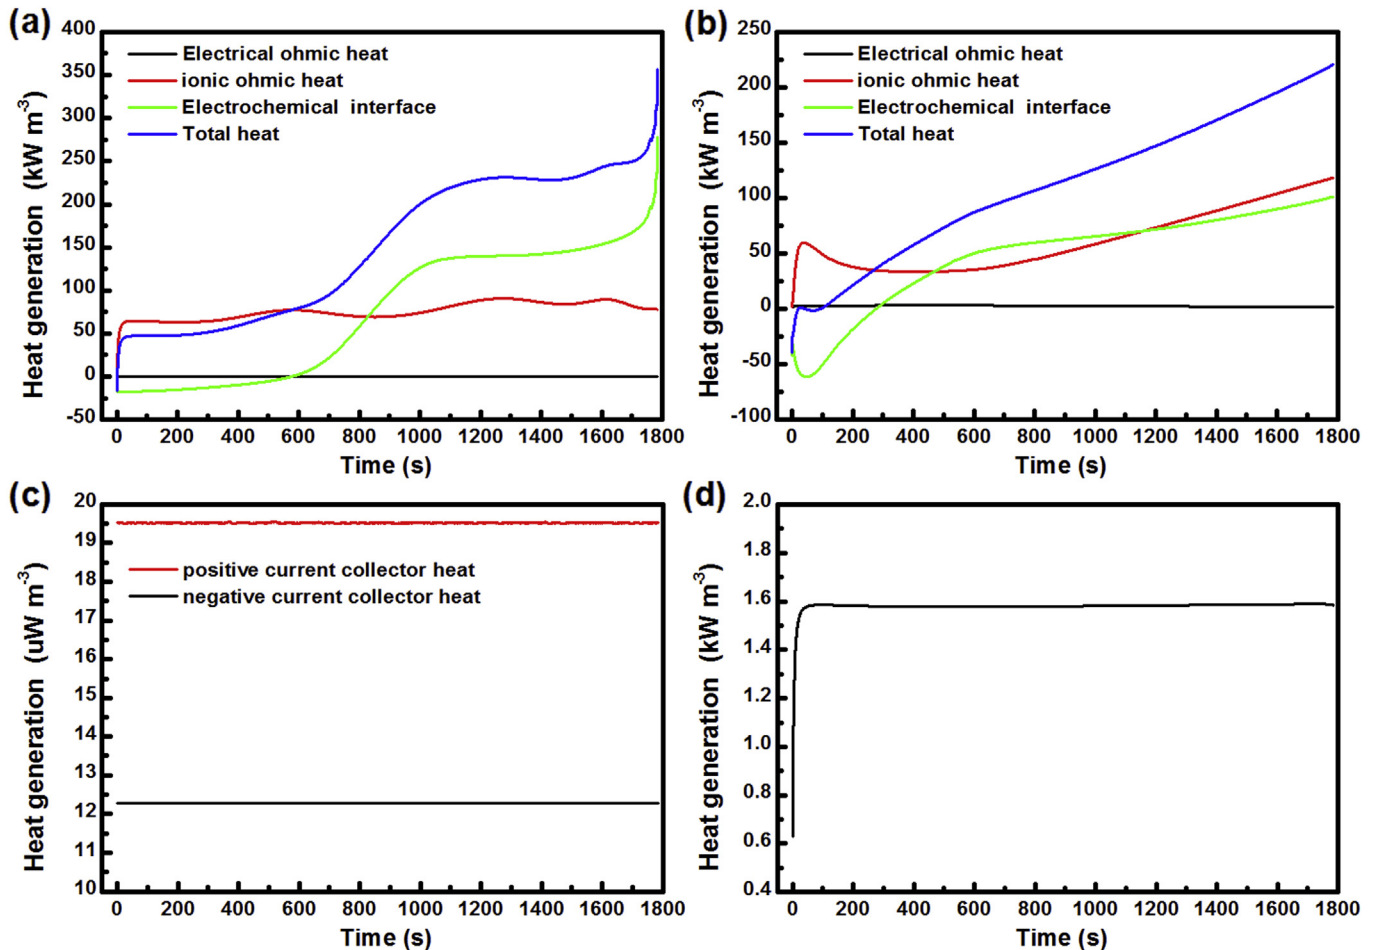 (a)
400
350
300
250
200
150
100
50
0
-50
Heat generation (kW m-3)
Electrical ohmic heat
ionic ohmic heat
Electrochemical interface
Total heat
0 200 400 600 800 1000 1200 1400 1600 1800
Time (s)
(b)
250
200
150
100
50
0
-50
-100
Heat generation (kW m-3)
Electrical ohmic heat
ionic ohmic heat
Electrochemical interface
Total heat
0 200 400 600 800 1000 1200 1400 1600 1800
Time (s)
(c)
20
19
18
17
16
15
14
13
12
11
10
Heat generation (uW m-3)
positive current collector heat
negative current collector heat
0 200 400 600 800 1000 1200 1400 1600 1800
Time (s)
(d)
2.0
1.8
1.6
1.4
1.2
1.0
0.8
0.6
0.4
Heat generation (kW m-3)
0 200 400 600 800 1000 1200 1400 1600 1800
Time (s)